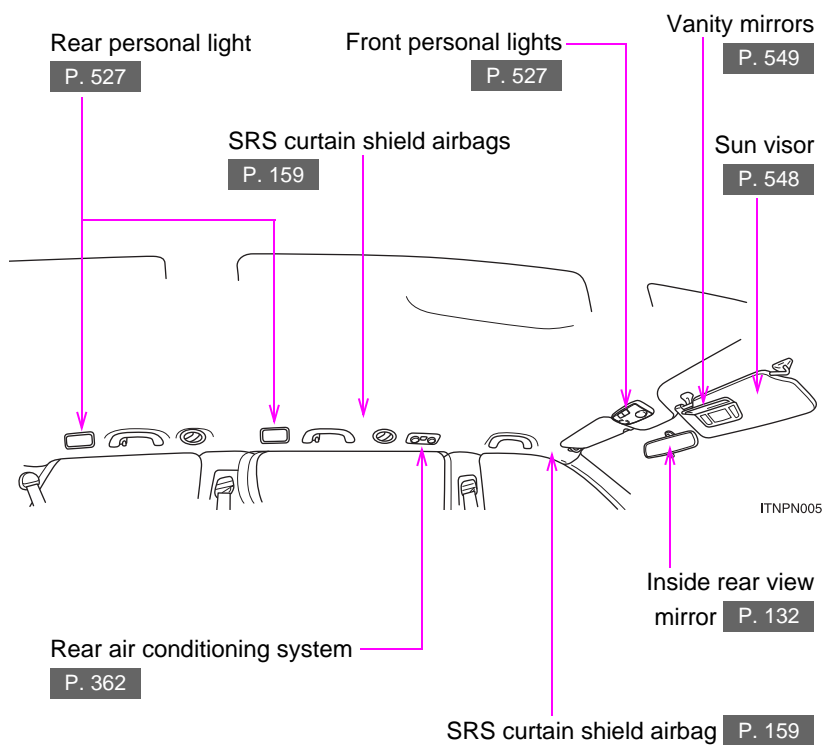 Rear personal light
P. 527
Front personal lights
P. 527
Vanity mirrors
P. 549
SRS curtain shield airbags
P. 159
Sun visor
P. 548
ITNPN005
Inside rear view
mirror P. 132
Rear air conditioning system
P. 362
SRS curtain shield airbag P. 159